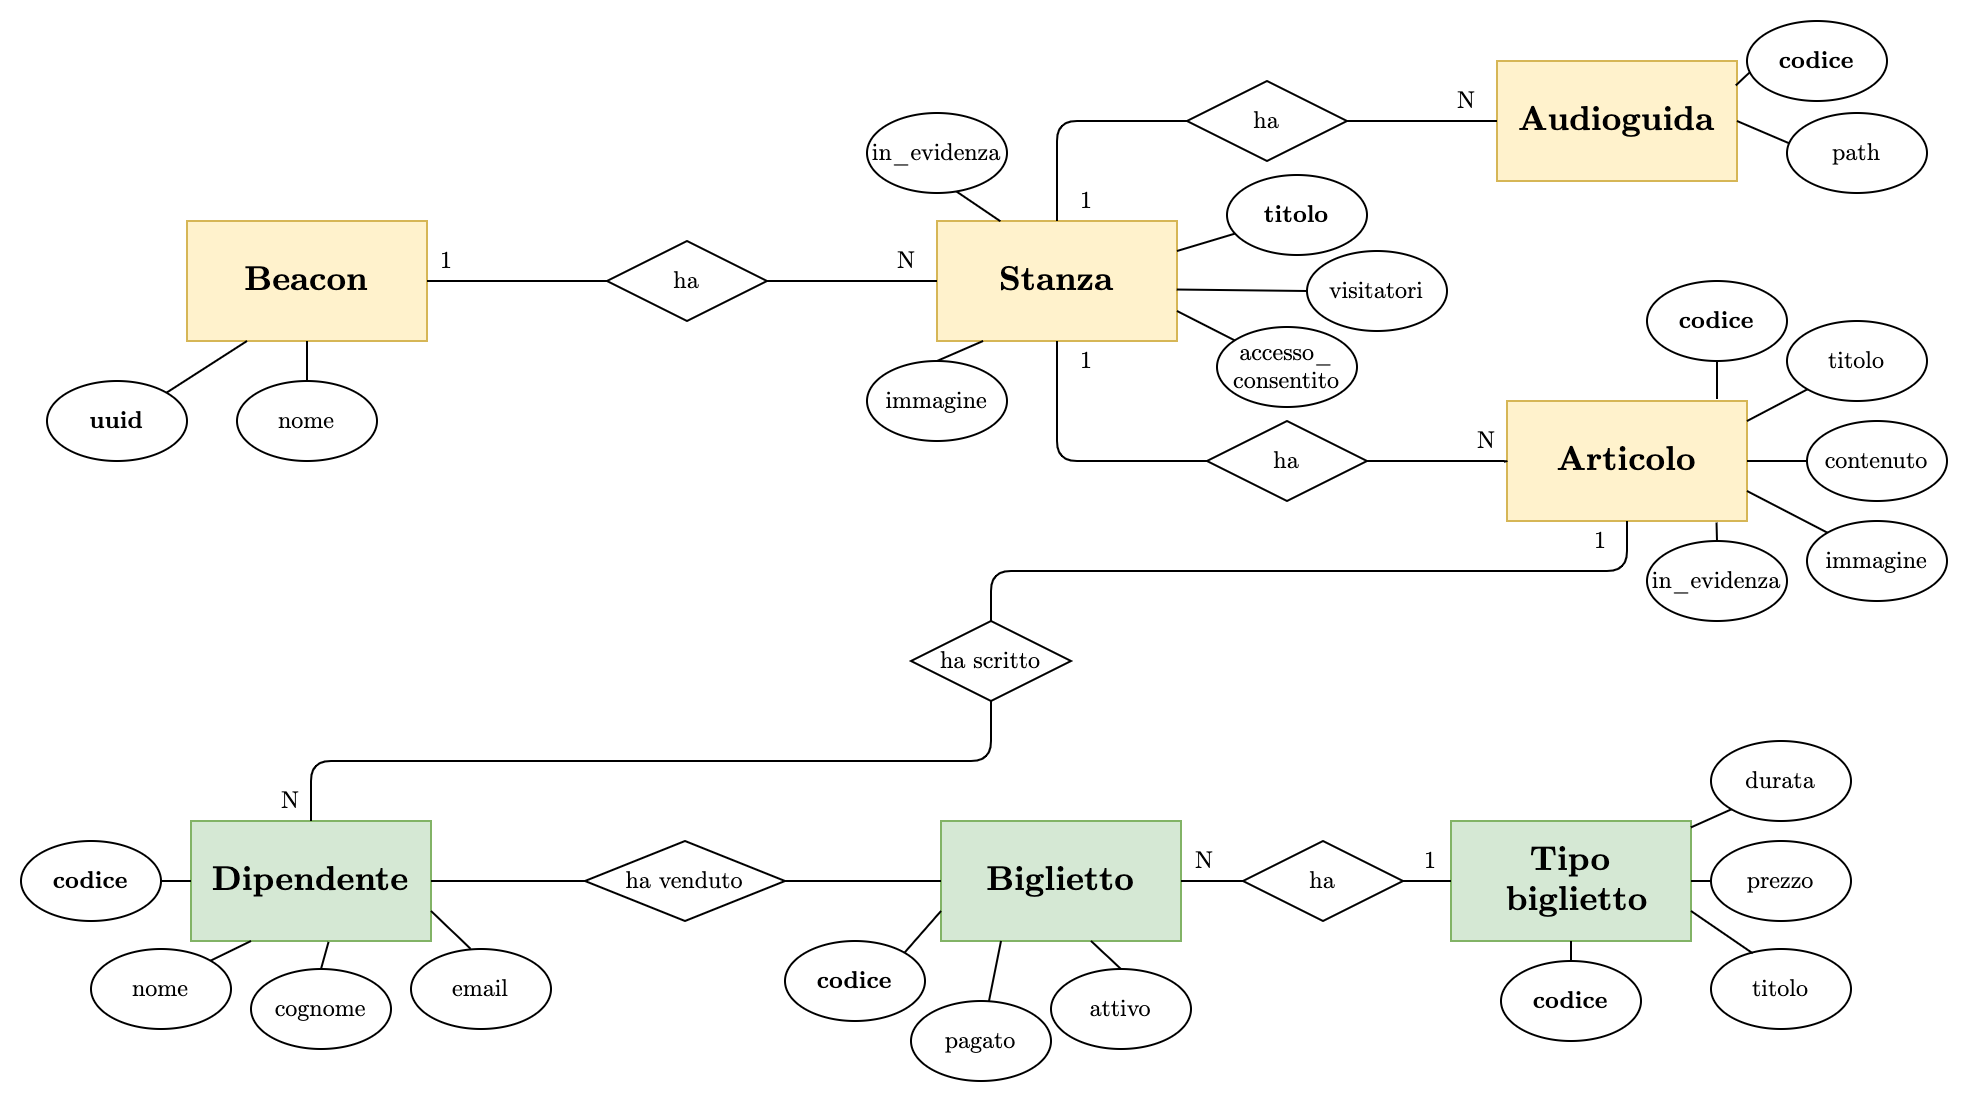 codice
Audioguida
path
ha
N
in_evidenza
1
titolo
Beacon
1
ha
N
Stanza
visitatori
accesso_
consentito
uuid
nome
immagine
1
codice
titolo
ha
N
Articolo
contenuto
immagine
in_evidenza
1
ha scritto
N
codice
Dipendente
ha venduto
Biglietto
N
ha
1
Tipo
biglietto
durata
prezzo
titolo
nome
cognome
email
codice
pagato
attivo
codice